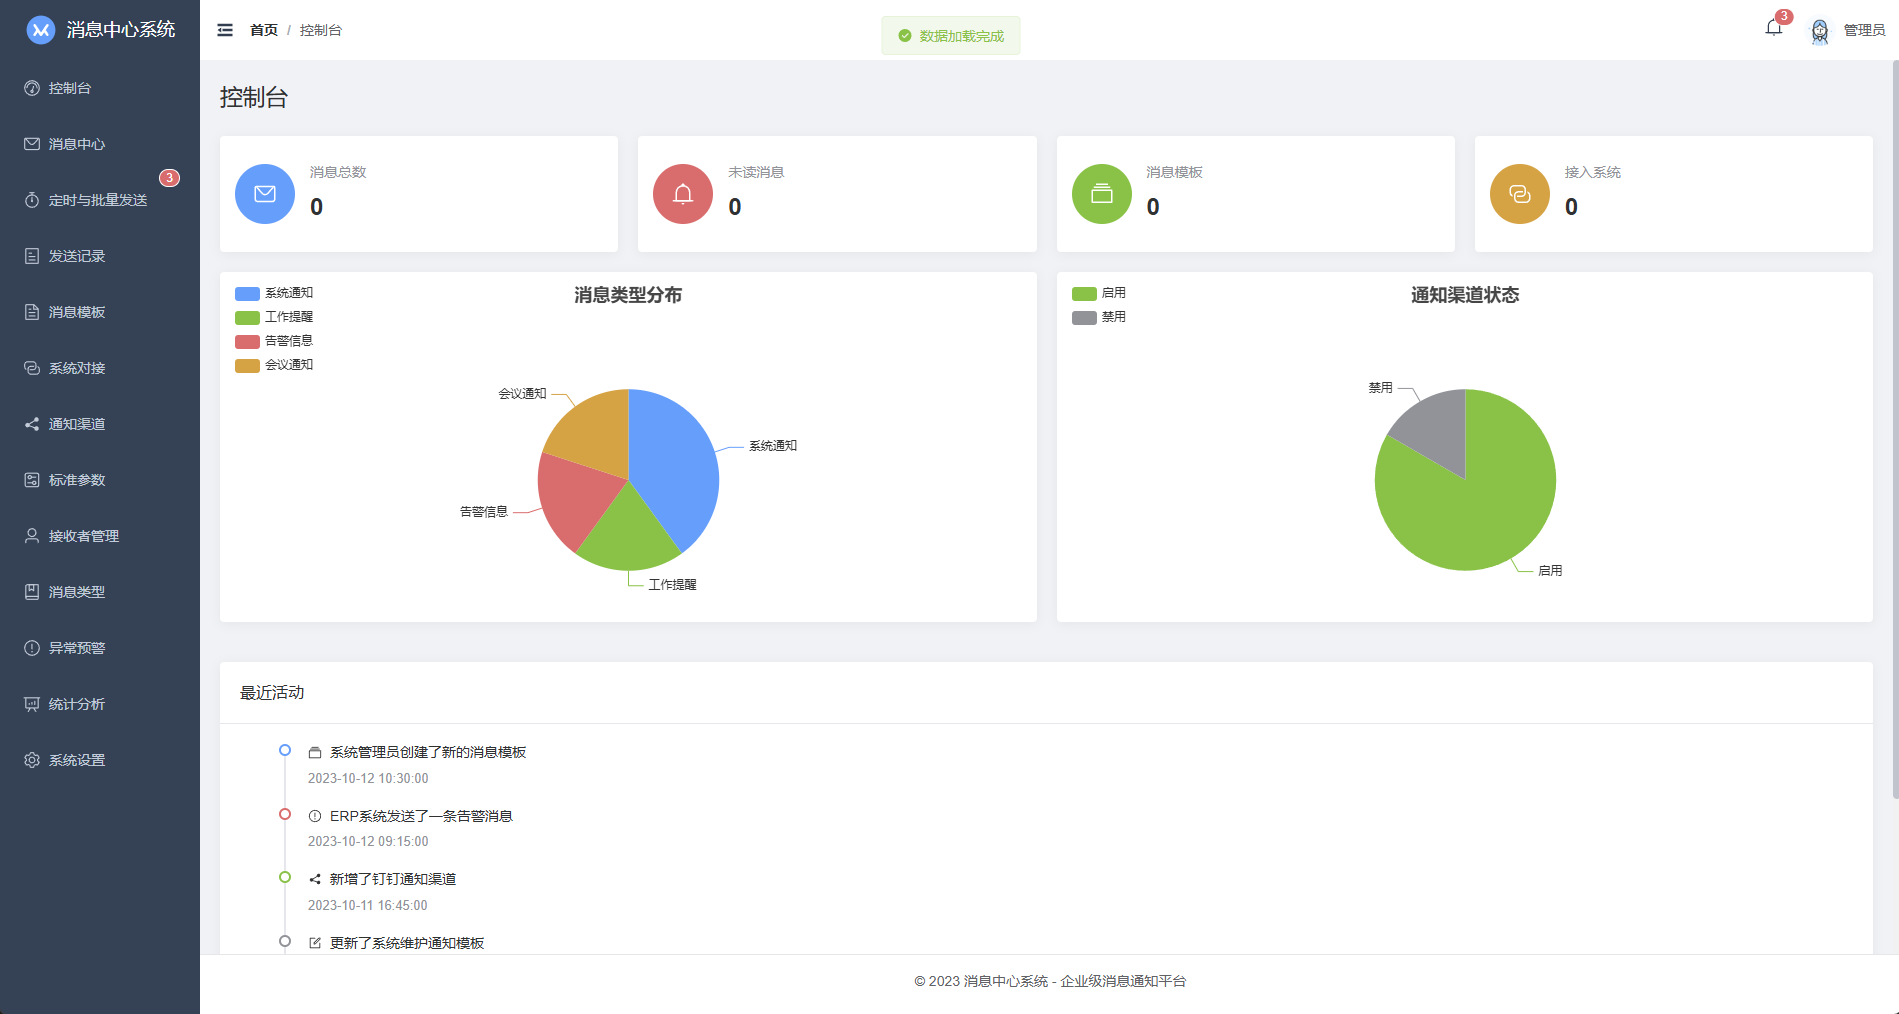 消息中心系统
控制台
消息中心
3
定时与批量发送
发送记录
消息模板
系统对接
通知渠道
标准参数
接收者管理
消息类型
异常预警
统计分析
系统设置
首页 / 控制台
数据加载完成
3
管理员
控制台
消息总数
0
未读消息
0
消息模板
0
接入系统
0
消息类型分布
系统通知
工作提醒
告警信息
会议通知
会议通知
系统通知
告警信息
工作提醒
通知渠道状态
启用
禁用
禁用
启用
最近活动
系统管理员创建了新的消息模板
2023-10-12 10:30:00
ERP系统发送了一条告警消息
2023-10-12 09:15:00
新增了钉钉通知渠道
2023-10-11 16:45:00
更新了系统维护通知模板
© 2023 消息中心系统 - 企业级消息通知平台